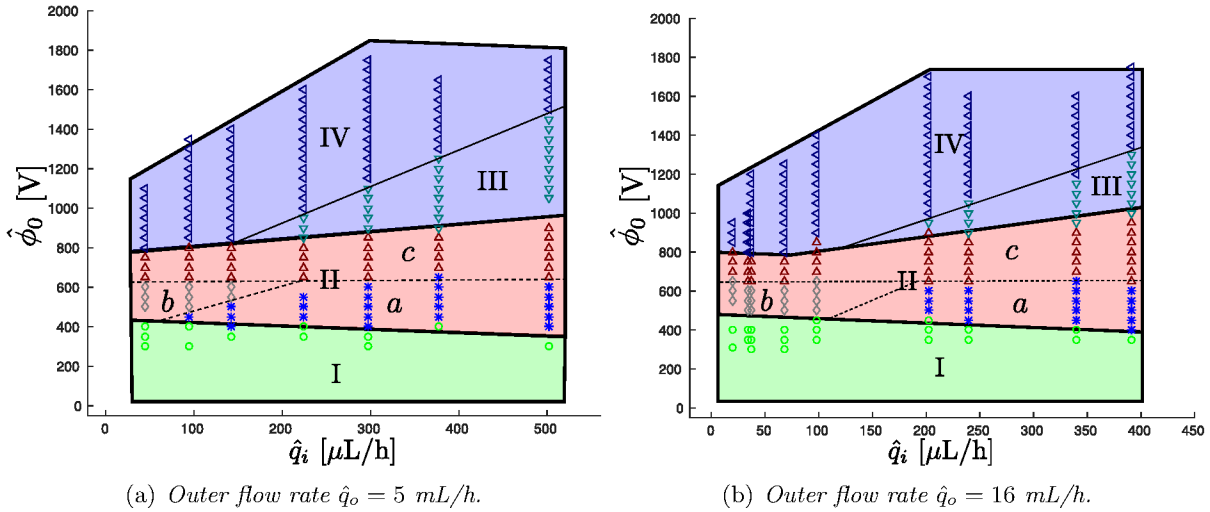 2000
1800
1600
1400
1200
1000
800
600
400
200
0
ϕ̂₀ [V]
IV
III
c
II
b
a
I
0 100 200 300 400 500
q̂ᵢ [μL/h]
(a) Outer flow rate q̂ₒ = 5 mL/h.
2000
1800
1600
1400
1200
1000
800
600
400
200
0
ϕ̂₀ [V]
IV
III
c
II
b
a
I
0 50 100 150 200 250 300 350 400 450
q̂ᵢ [μL/h]
(b) Outer flow rate q̂ₒ = 16 mL/h.